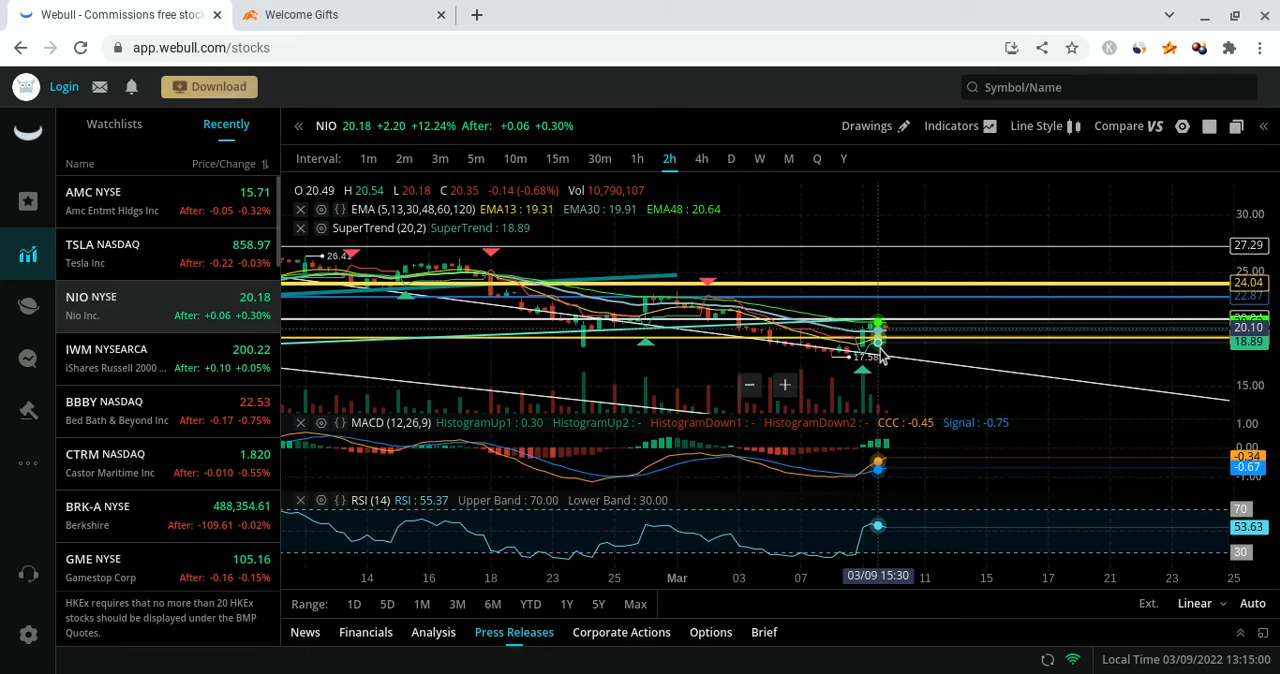 Webull - Commissions free stoc
Welcome Gifts
app.webull.com/stocks
K
Login
Download
Symbol/Name
Watchlists
Recently
Name
Price/Change
AMC NYSE 15.71
Amc Entmt Hldgs Inc After: -0.05 -0.32%
TSLA NASDAQ 858.97
Tesla Inc After: -0.22 -0.03%
NIO NYSE 20.18
Nio Inc. After: +0.06 +0.30%
IWM NYSEARCA 200.22
iShares Russell 2000 ... After: +0.10 +0.05%
BBBY NASDAQ 22.53
Bed Bath & Beyond Inc After: -0.17 -0.75%
CTRM NASDAQ 1.820
Castor Maritime Inc After: -0.010 -0.55%
BRK-A NYSE 488,354.61
Berkshire After: -109.61 -0.02%
GME NYSE 105.16
Gamestop Corp After: -0.16 -0.15%
HKEx requires that no more than 20 HKEx
stocks should be displayed under the BMP
Quotes.
NIO 20.18 +2.20 +12.24% After: +0.06 +0.30%
Drawings Indicators Line Style Compare VS
Interval: 1m 2m 3m 5m 10m 15m 30m 1h 2h 4h D W M Q Y
O 20.49 H 20.54 L 20.18 C 20.35 -0.14 (-0.68%) Vol 10,790,107
EMA (5,13,30,48,60,120) EMA13 : 19.31 EMA30 : 19.91 EMA48 : 20.64
SuperTrend (20,2) SuperTrend : 18.89
26.41
17.58
30.00
27.29
25.00
24.04
22.87
20.10
18.89
15.00
MACD (12,26,9) HistogramUp1 : 0.30 HistogramUp2 : - HistogramDown1 : - HistogramDown2 : - CCC : -0.45 Signal : -0.75
1.00
0.00
-0.34
-0.67
-1.00
RSI (14) RSI : 55.37 Upper Band : 70.00 Lower Band : 30.00
70
53.63
30
14 16 18 23 25 Mar 03 07 03/09 15:30 11 15 17 21 23 25
Range: 1D 5D 1M 3M 6M YTD 1Y 5Y Max
Ext. Linear Auto
News Financials Analysis Press Releases Corporate Actions Options Brief
Local Time 03/09/2022 13:15:00